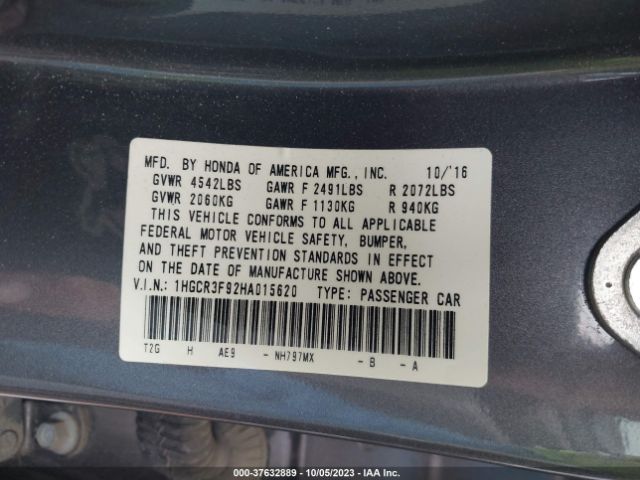 MFD. BY HONDA OF AMERICA MFG., INC. 10/'16
GVWR 4542LBS GAWR F 2491LBS R 2072LBS
GVWR 2060KG GAWR F 1130KG R 940KG
THIS VEHICLE CONFORMS TO ALL APPLICABLE
FEDERAL MOTOR VEHICLE SAFETY, BUMPER,
AND THEFT PREVENTION STANDARDS IN EFFECT
ON THE DATE OF MANUFACTURE SHOWN ABOVE.
V.I.N.: 1HGCR3F92HA015620 TYPE: PASSENGER CAR
T2G H AE9 - NH797MX - B - A
000-37632889 - 10/05/2023 - IAA Inc.